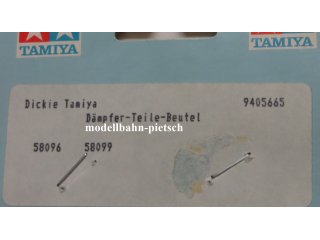 TAMIYA TAMIYA
Dickie Tamiya 9405665
Dämpfer-Teile-Beutel
modellbahn-pietsch
58096 58099